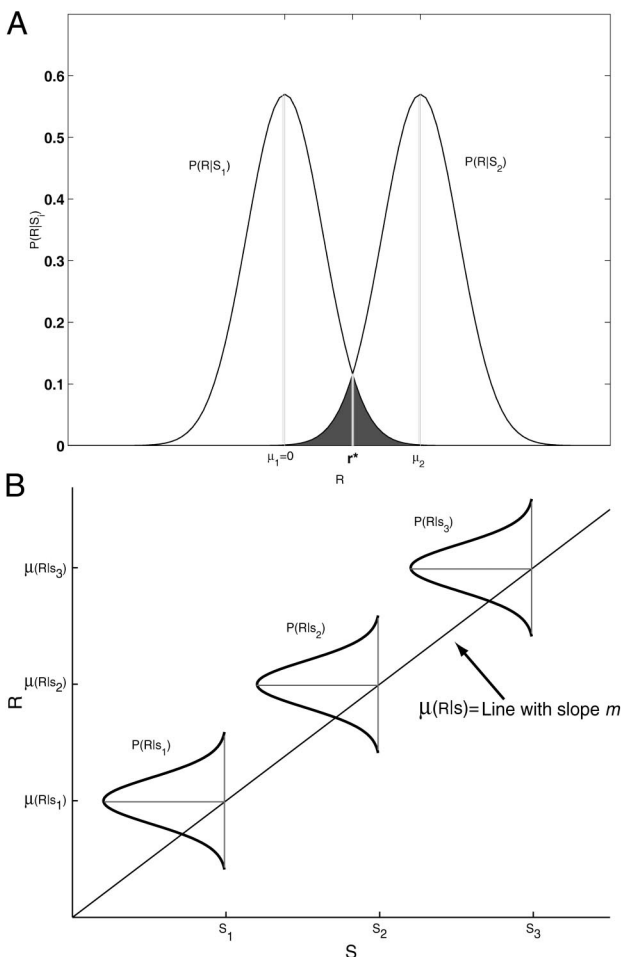 A
0.6
0.5
0.4
0.3
0.2
0.1
0
P(R|Si)
P(R|S1)
P(R|S2)
μ1=0
r*
μ2
R
B
P(R|s3)
μ(R|s3)
P(R|s2)
μ(R|s2)
μ(R|s)=Line with slope m
R
P(R|s1)
μ(R|s1)
S1
S2
S3
S